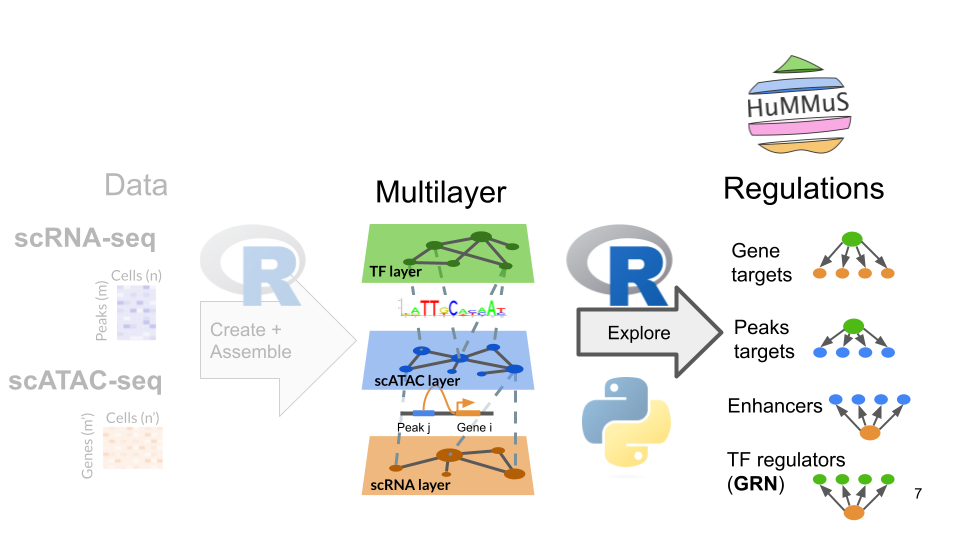 HuMMuS
Data
Multilayer
Regulations
scRNA-seq
Cells (n)
Peaks (m)
scATAC-seq
Cells (n')
Genes (m')
R
Create +
Assemble
TF layer
ATTGCAGAAT
scATAC layer
Peak j
Gene i
scRNA layer
R
Explore
Gene
targets
Peaks
targets
Enhancers
TF regulators
(GRN)
7